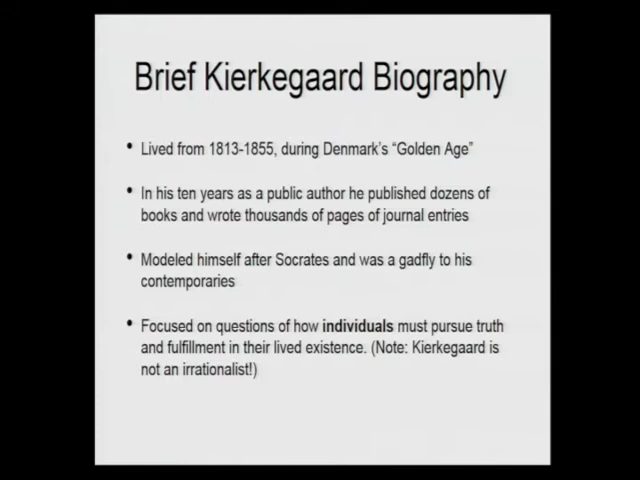 Brief Kierkegaard Biography
• Lived from 1813-1855, during Denmark's “Golden Age”
• In his ten years as a public author he published dozens of
books and wrote thousands of pages of journal entries
• Modeled himself after Socrates and was a gadfly to his
contemporaries
• Focused on questions of how individuals must pursue truth
and fulfillment in their lived existence. (Note: Kierkegaard is
not an irrationalist!)